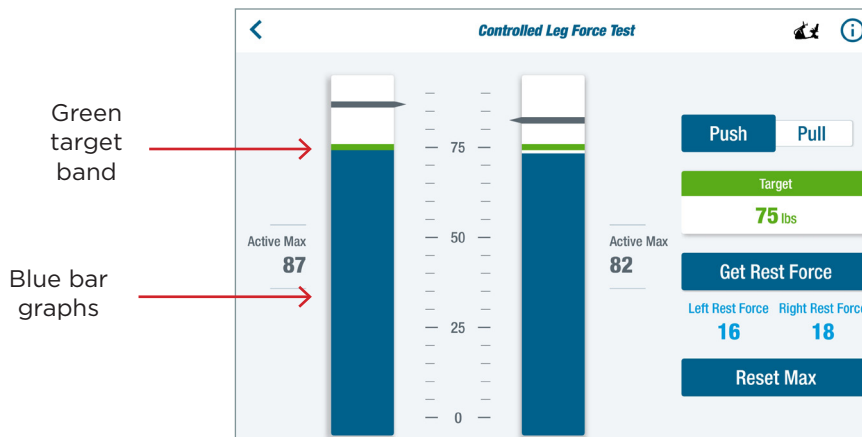 Controlled Leg Force Test
Green
target
band
Push
Pull
75
Target
75 lbs
50
Active Max
87
Active Max
82
Get Rest Force
Blue bar
graphs
Left Rest Force
Right Rest Force
16
18
25
Reset Max
0